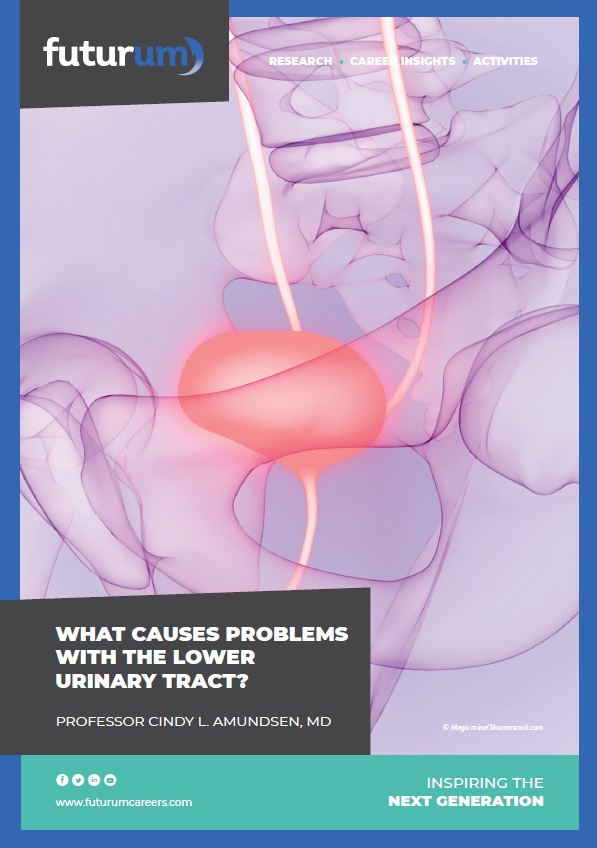 futurum
RESEARCH • CAREER INSIGHTS • ACTIVITIES
WHAT CAUSES PROBLEMS
WITH THE LOWER
URINARY TRACT?
PROFESSOR CINDY L. AMUNDSEN, MD
© Magic mine/Shutterstock.com
www.futurumcareers.com
INSPIRING THE
NEXT GENERATION